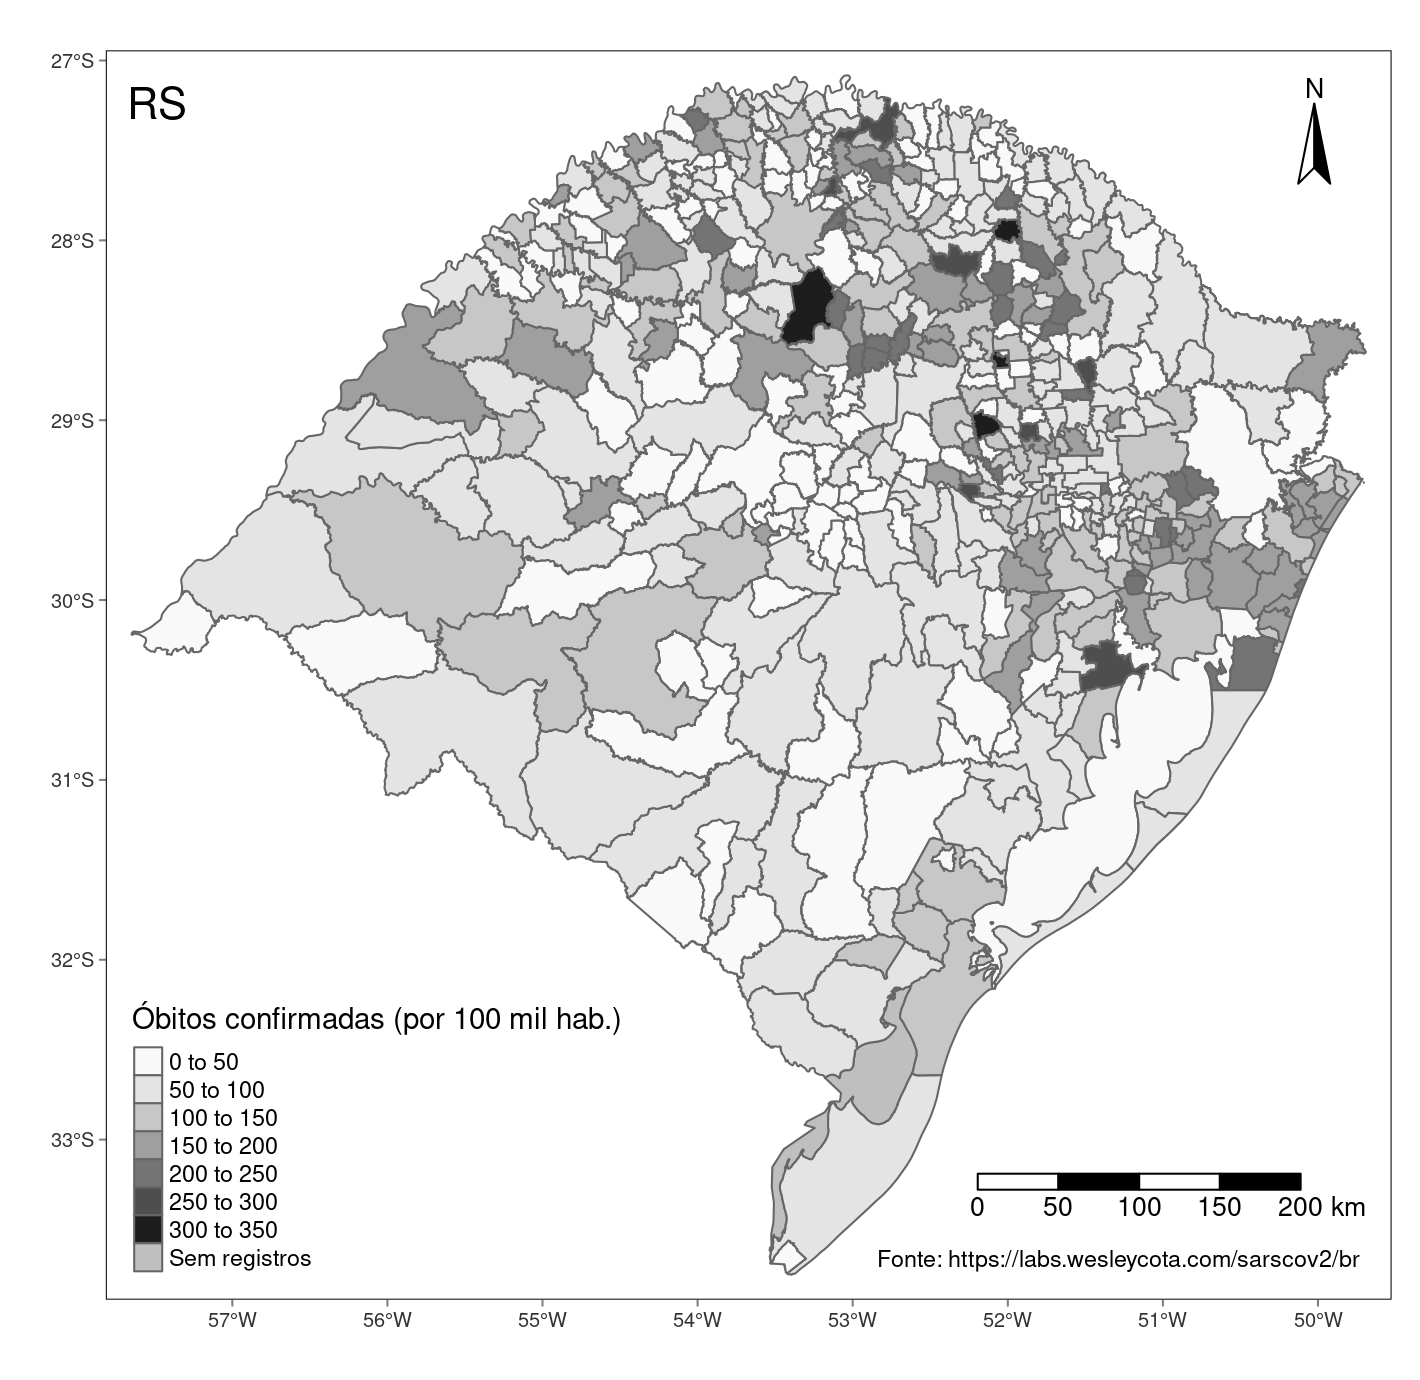 27°S
RS
N
28°S
29°S
30°S
31°S
32°S
33°S
Óbitos confirmadas (por 100 mil hab.)
0 to 50
50 to 100
100 to 150
150 to 200
200 to 250
250 to 300
300 to 350
Sem registros
0 50 100 150 200 km
Fonte: https://labs.wesleycota.com/sarscov2/br
57°W 56°W 55°W 54°W 53°W 52°W 51°W 50°W